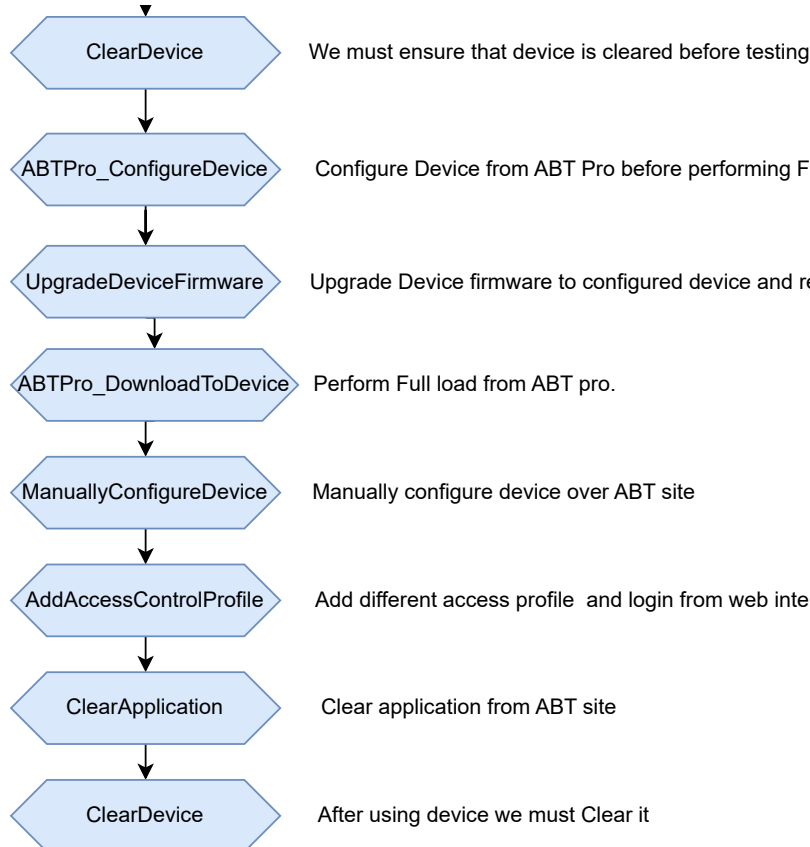 ClearDevice We must ensure that device is cleared before testing
ABTPro_ConfigureDevice Configure Device from ABT Pro before performing
UpgradeDeviceFirmware Upgrade Device firmware to configured device and
ABTPro_DownloadToDevice Perform Full load from ABT pro.
ManuallyConfigureDevice Manually configure device over ABT site
AddAccessControlProfile Add different access profile and login from web
ClearApplication Clear application from ABT site
ClearDevice After using device we must Clear it